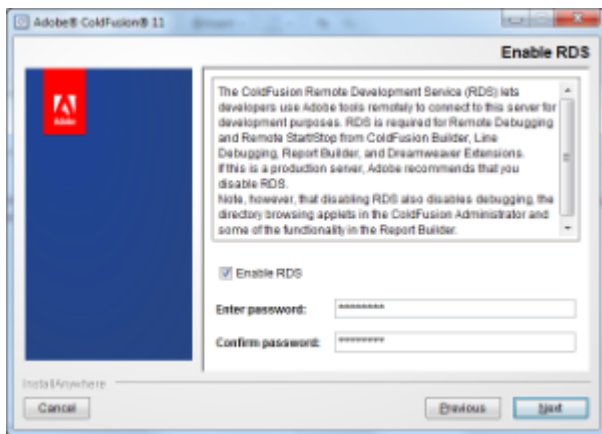 Adobe® ColdFusion® 11
Enable RDS
Adobe
The ColdFusion Remote Development Service (RDS) lets
developers use Adobe tools remotely to connect to this server for
development purposes. RDS is required for Remote Debugging
and Remote Start/Stop from ColdFusion Builder, Line
Debugging, Report Builder, and Dreamweaver Extensions.
If this is a production server, Adobe recommends that you
disable RDS.
Note, however, that disabling RDS also disables debugging, the
directory browsing applets in the ColdFusion Administrator and
some of the functionality in the Report Builder.
Enable RDS
Enter password: ********
Confirm password: ********
InstallAnywhere
Cancel Previous Next